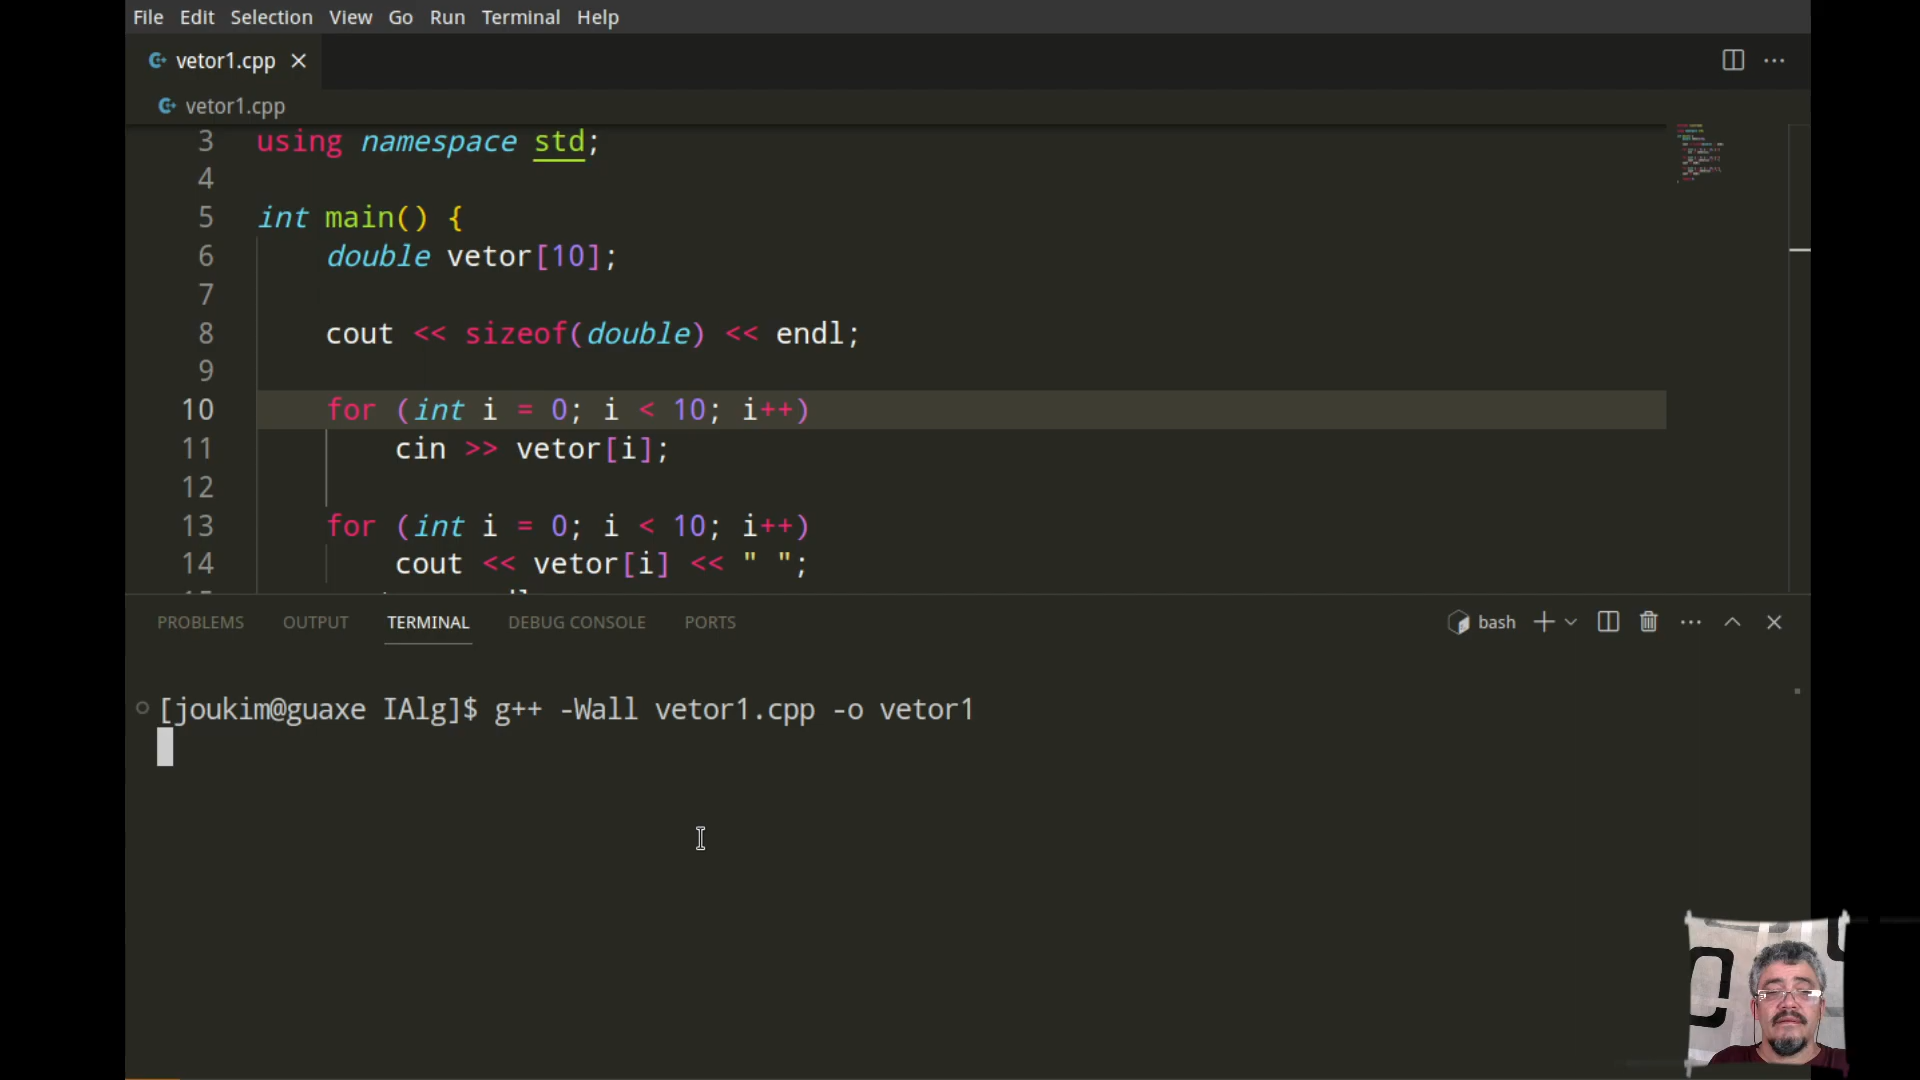 File Edit Selection View Go Run Terminal Help
vetor1.cpp
vetor1.cpp
3 using namespace std;
4
5 int main() {
6 double vetor[10];
7
8 cout << sizeof(double) << endl;
9
10 for (int i = 0; i < 10; i++)
11 cin >> vetor[i];
12
13 for (int i = 0; i < 10; i++)
14 cout << vetor[i] << " ";
PROBLEMS OUTPUT TERMINAL DEBUG CONSOLE PORTS bash
[joukim@guaxe IAlg]$ g++ -Wall vetor1.cpp -o vetor1